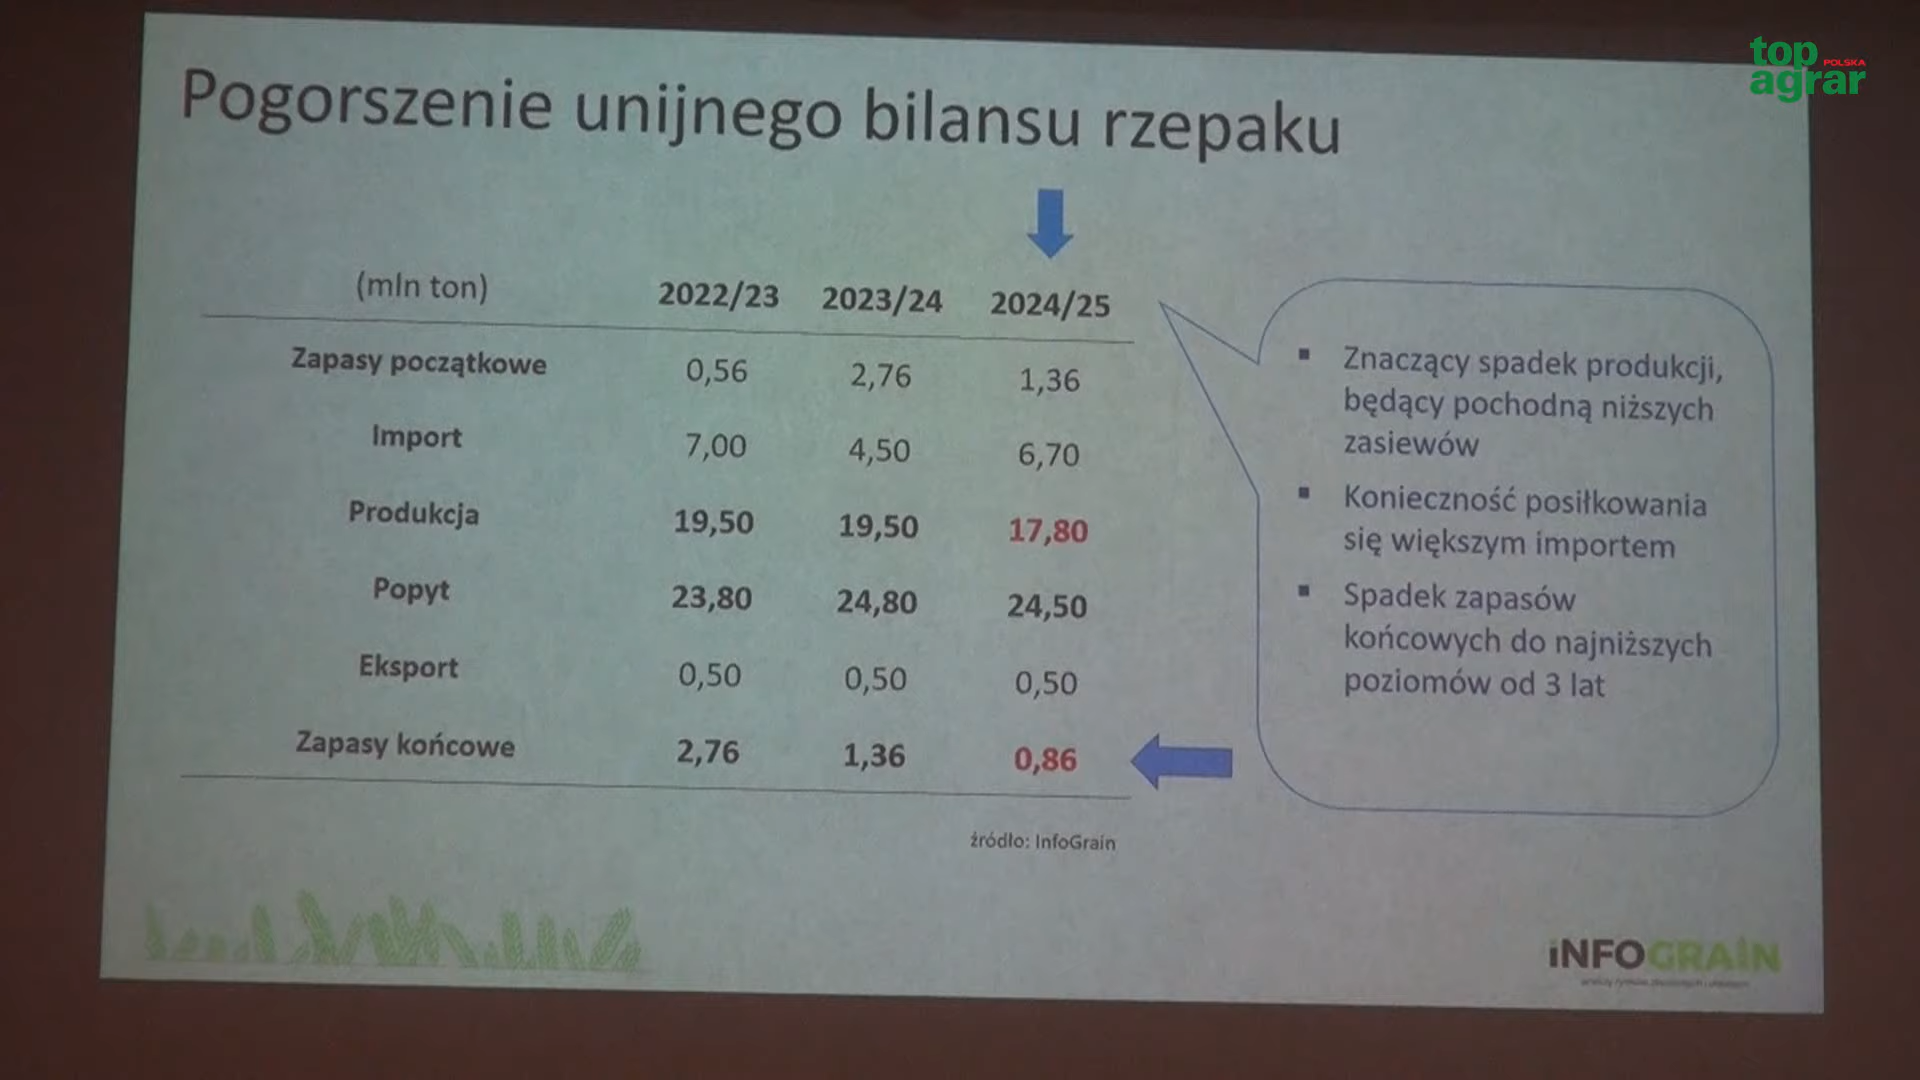 top
agrar
POLSKA
Pogorszenie unijnego bilansu rzepaku
(mln ton) 2022/23 2023/24 2024/25
Zapasy początkowe 0,56 2,76 1,36
Import 7,00 4,50 6,70
Produkcja 19,50 19,50 17,80
Popyt 23,80 24,80 24,50
Eksport 0,50 0,50 0,50
Zapasy końcowe 2,76 1,36 0,86
źródło: InfoGrain
▪ Znaczący spadek produkcji,
będący pochodną niższych
zasiewów
▪ Konieczność posiłkowania
się większym importem
▪ Spadek zapasów
końcowych do najniższych
poziomów od 3 lat
iNFOGRAiN